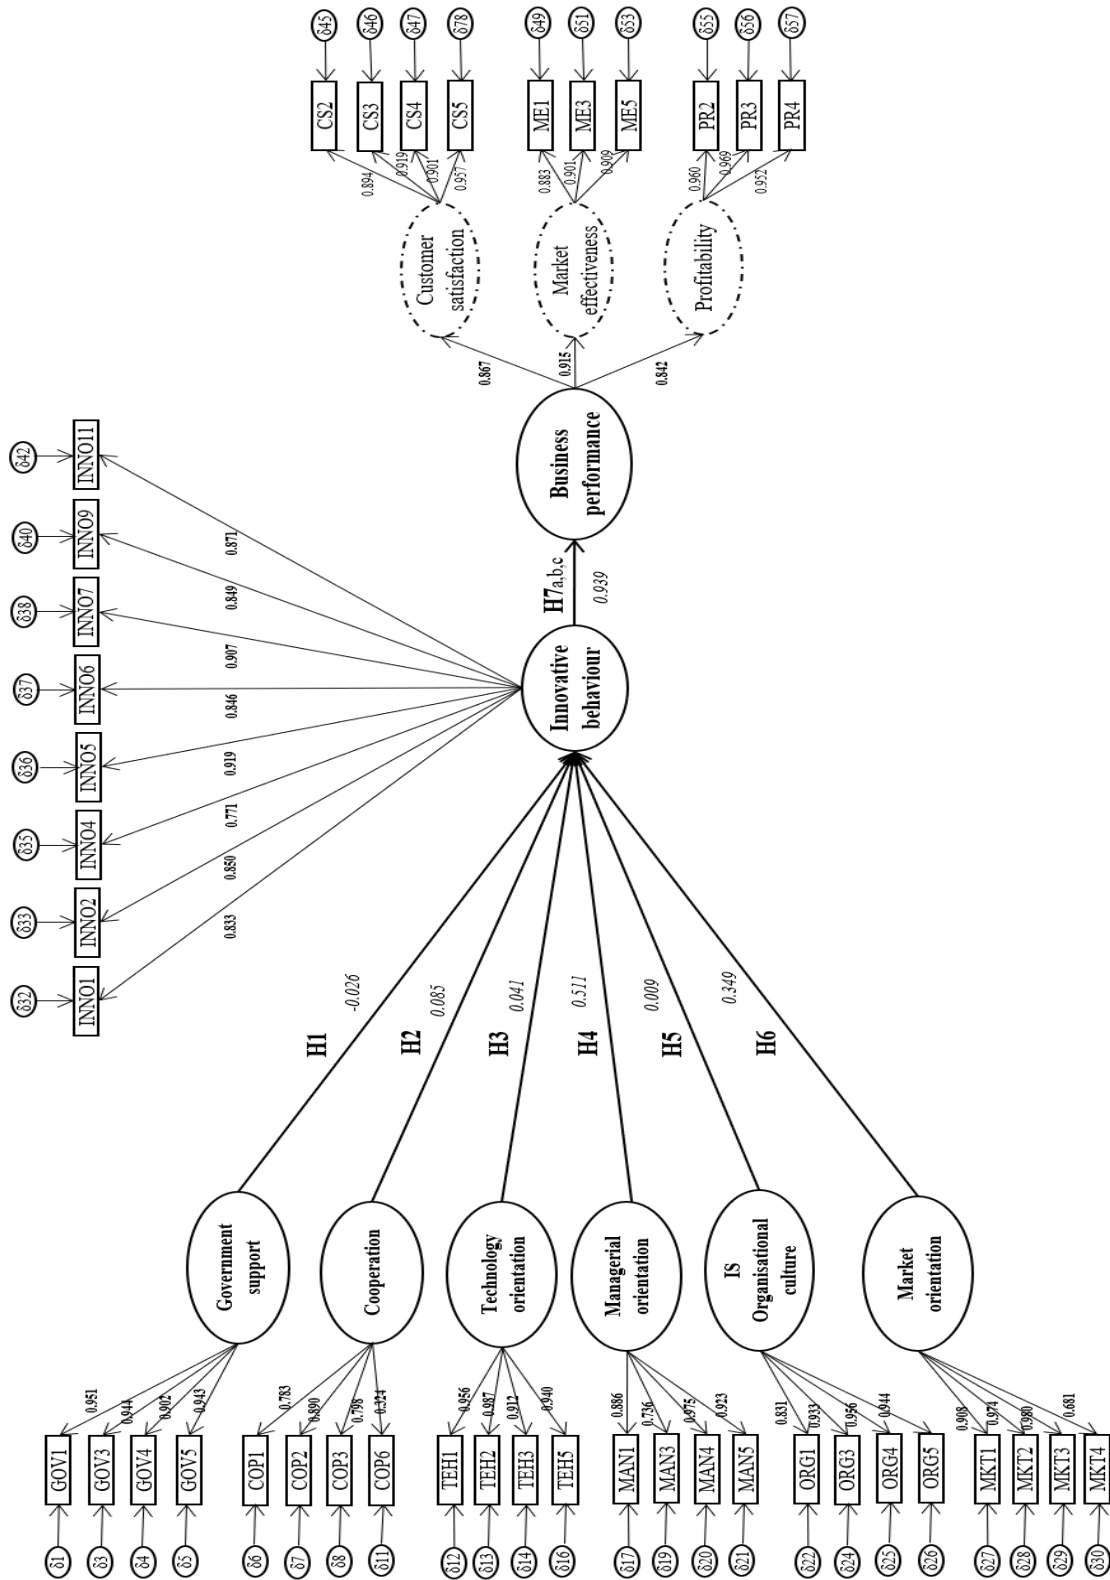 δ1
δ3
δ4
δ5
GOV1
GOV3
GOV4
GOV5
0.951
0.944
0.902
0.943
Government
support
δ6
δ7
δ8
δ11
COP1
COP2
COP3
COP6
0.783
0.890
0.798
0.324
Cooperation
δ12
δ13
δ14
δ16
TEH1
TEH2
TEH3
TEH5
0.956
0.987
0.912
0.940
Technology
orientation
δ17
δ19
δ20
δ21
MAN1
MAN3
MAN4
MAN5
0.886
0.736
0.975
0.923
Managerial
orientation
δ22
δ24
δ25
δ26
ORG1
ORG3
ORG4
ORG5
0.831
0.933
0.956
0.944
IS
Organisational
culture
δ27
δ28
δ29
δ30
MKT1
MKT2
MKT3
MKT4
0.908
0.974
0.681
Market
orientation
H1
-0.026
H2
0.085
H3
0.041
H4
0.511
H5
0.009
H6
0.349
δ32
δ33
δ35
δ36
δ37
δ38
δ40
δ42
INNO1
INNO2
INNO4
INNO5
INNO6
INNO7
INNO9
INNO11
0.833
0.850
0.771
0.919
0.846
0.907
0.849
0.871
Innovative
behaviour
H7a,b,c
0.939
Business
performance
0.867
0.915
0.842
Customer
satisfaction
0.894
0.919
0.901
0.957
CS2
CS3
CS4
CS5
δ45
δ46
δ47
δ78
Market
effectiveness
0.883
0.901
0.909
ME1
ME3
ME5
δ49
δ51
δ53
Profitability
0.960
0.969
0.952
PR2
PR3
PR4
δ55
δ56
δ57